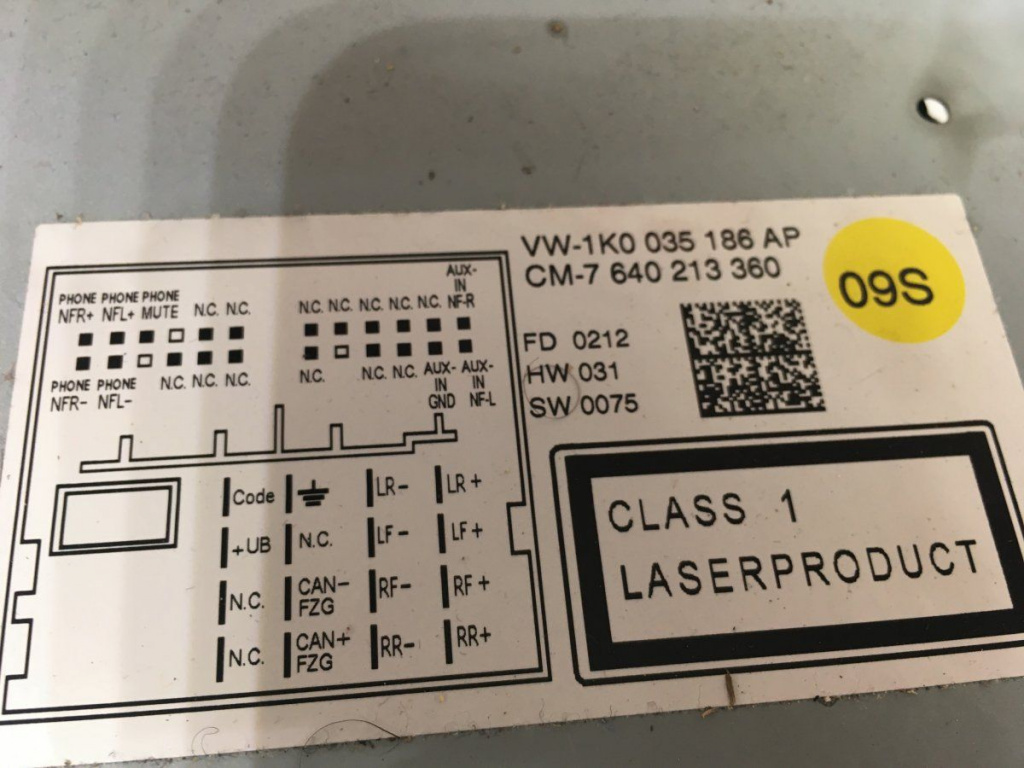 VW-1K0 035 186 AP
CM-7 640 213 360
09S
FD 0212
HW 031
SW 0075
CLASS 1
LASERPRODUCT
PHONE PHONE PHONE
NFR+ NFL+ MUTE N.C. N.C.
N.C. N.C. N.C. N.C. N.C. AUX-IN NF-R
PHONE PHONE
NFR- NFL- N.C. N.C. N.C.
N.C. N.C. N.C. AUX-IN GND AUX-IN NF-L
Code LR- LR+
+UB N.C. LF- LF+
N.C. CAN- FZG RF- RF+
N.C. CAN+ FZG RR- RR+